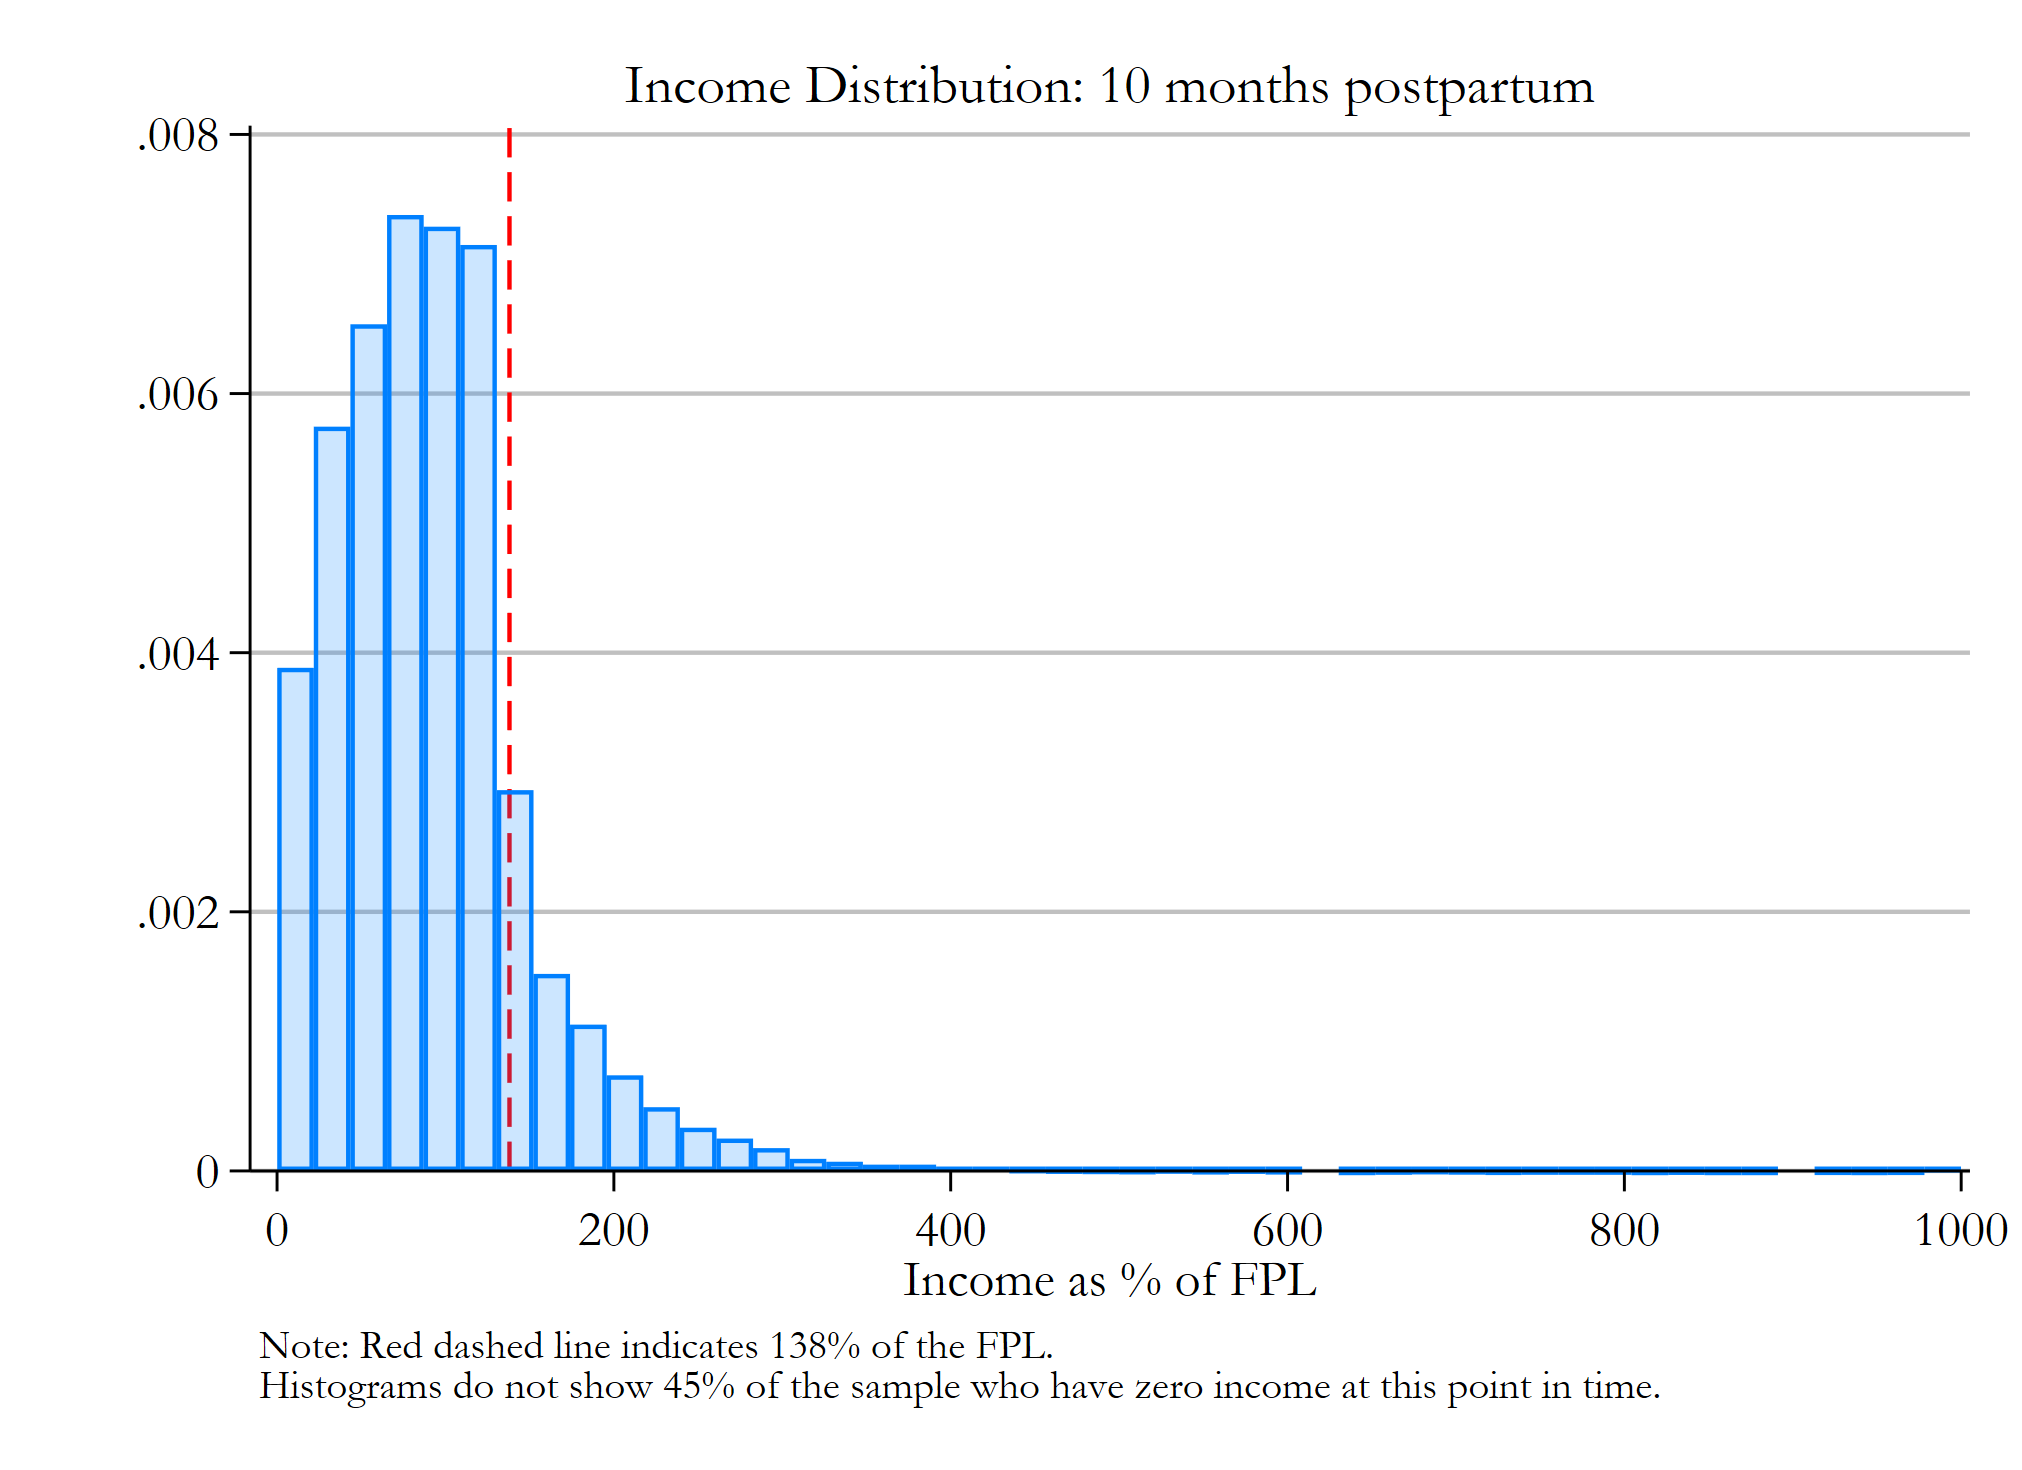 Income Distribution: 10 months postpartum
.008
.006
.004
.002
0
0 200 400 600 800 1000
Income as % of FPL
Note: Red dashed line indicates 138% of the FPL.
Histograms do not show 45% of the sample who have zero income at this point in time.